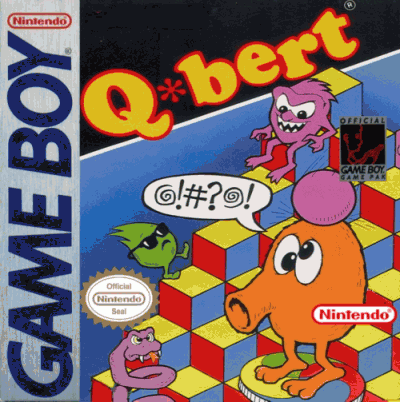 Nintendo®
GAME BOY®
Q*bert®
OFFICIAL
GAME BOY
GAME PAK
@!#?@!
Official
Nintendo
Seal
Nintendo